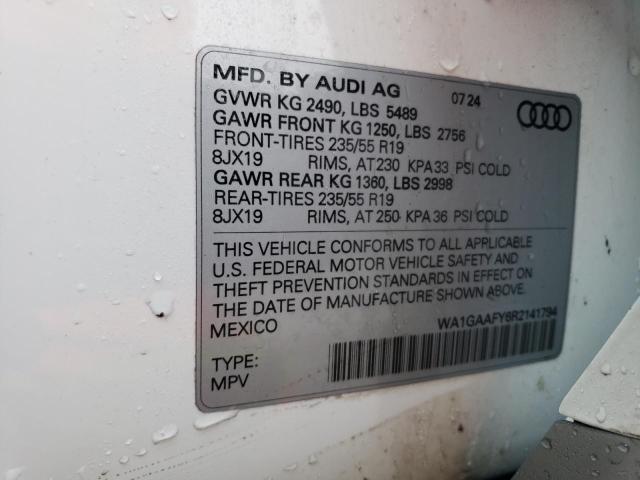 MFD. BY AUDI AG 07 24
GVWR KG 2490, LBS 5489
GAWR FRONT KG 1250, LBS 2756
FRONT-TIRES 235/55 R19
8JX19 RIMS, AT 230 KPA 33 PSI COLD
GAWR REAR KG 1360, LBS 2998
REAR-TIRES 235/55 R19
8JX19 RIMS, AT 250 KPA 36 PSI COLD
THIS VEHICLE CONFORMS TO ALL APPLICABLE
U.S. FEDERAL MOTOR VEHICLE SAFETY AND
THEFT PREVENTION STANDARDS IN EFFECT ON
THE DATE OF MANUFACTURE SHOWN ABOVE.
MEXICO
WA1GAAFY6R2141794
TYPE:
MPV